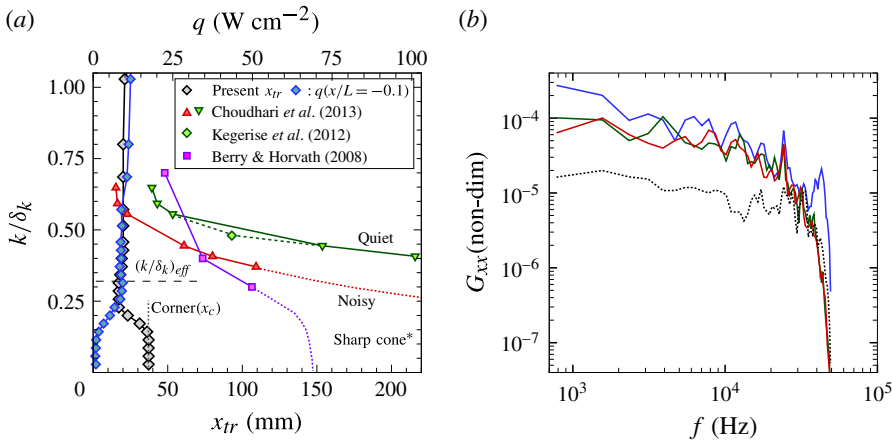 (a)
q (W cm−2)
0 25 50 75 100
k/δk
1.00
0.75
0.50
0.25
0
Present xtr : q(x/L = −0.1)
Choudhari et al. (2013)
Kegerise et al. (2012)
Berry & Horvath (2008)
Quiet
(k/δk)eff
Corner(xc)
Noisy
Sharp cone*
0 50 100 150 200
xtr (mm)
(b)
Gxx(non-dim)
10−4
10−5
10−6
10−7
103 104 105
f (Hz)